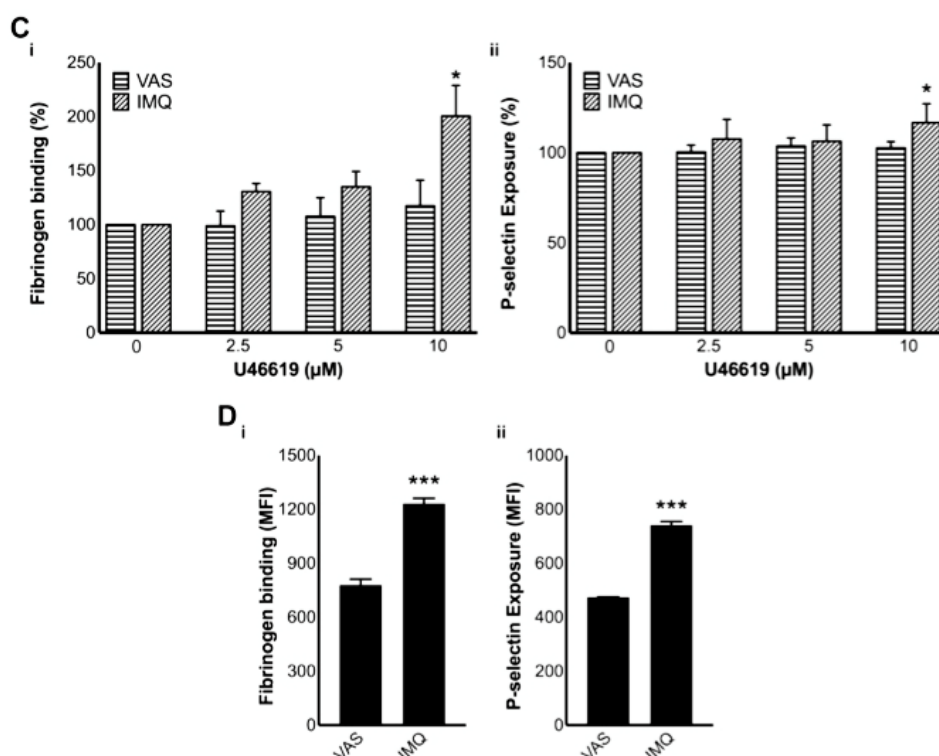 C
i
Fibrinogen binding (%)
250
200
150
100
50
0
VAS
IMQ
*
0 2.5 5 10
U46619 (µM)
ii
P-selectin Exposure (%)
150
100
50
0
VAS
IMQ
*
0 2.5 5 10
U46619 (µM)
D
i
Fibrinogen binding (MFI)
1500
1200
900
600
300
0
***
VAS IMQ
ii
P-selectin Exposure (MFI)
1000
800
600
400
200
0
***
VAS IMQ